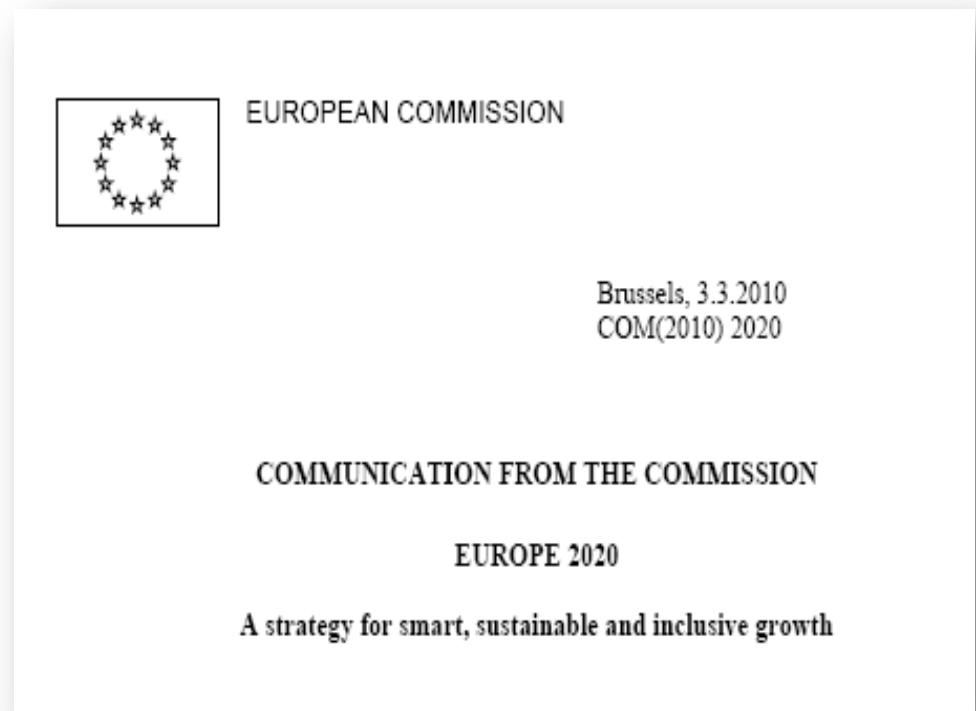 EUROPEAN COMMISSION
Brussels, 3.3.2010
COM(2010) 2020
COMMUNICATION FROM THE COMMISSION
EUROPE 2020
A strategy for smart, sustainable and inclusive growth